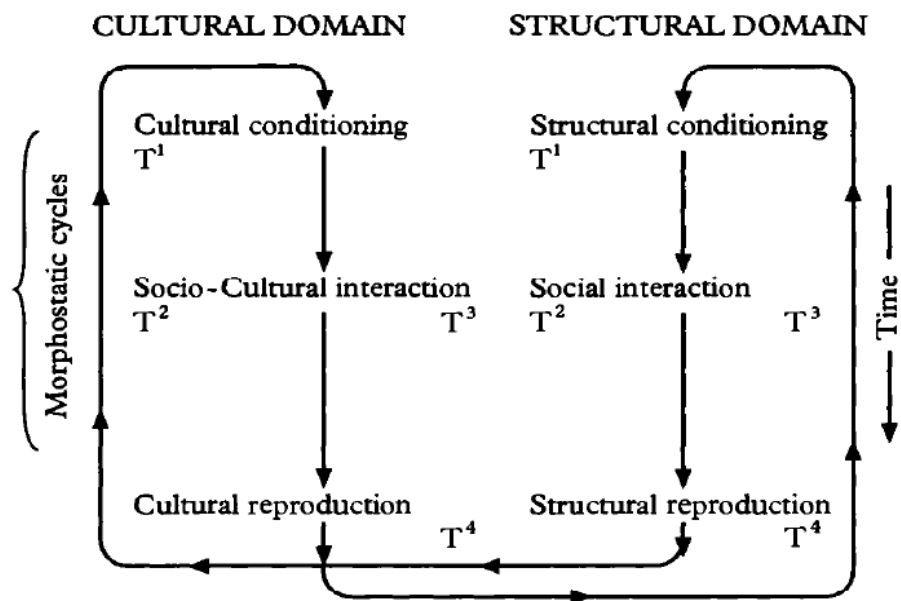 CULTURAL DOMAIN
STRUCTURAL DOMAIN
Morphostatic cycles
Cultural conditioning
T¹
Socio-Cultural interaction
T² T³
Cultural reproduction
T⁴
Structural conditioning
T¹
Social interaction
T² T³
Structural reproduction
T⁴
Time